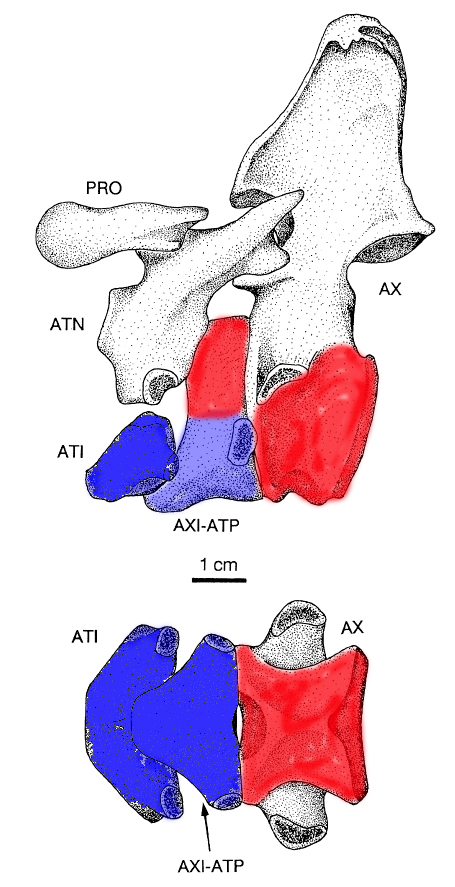 PRO
ATN
AX
ATI
AXI-ATP
1 cm
ATI
AX
AXI-ATP